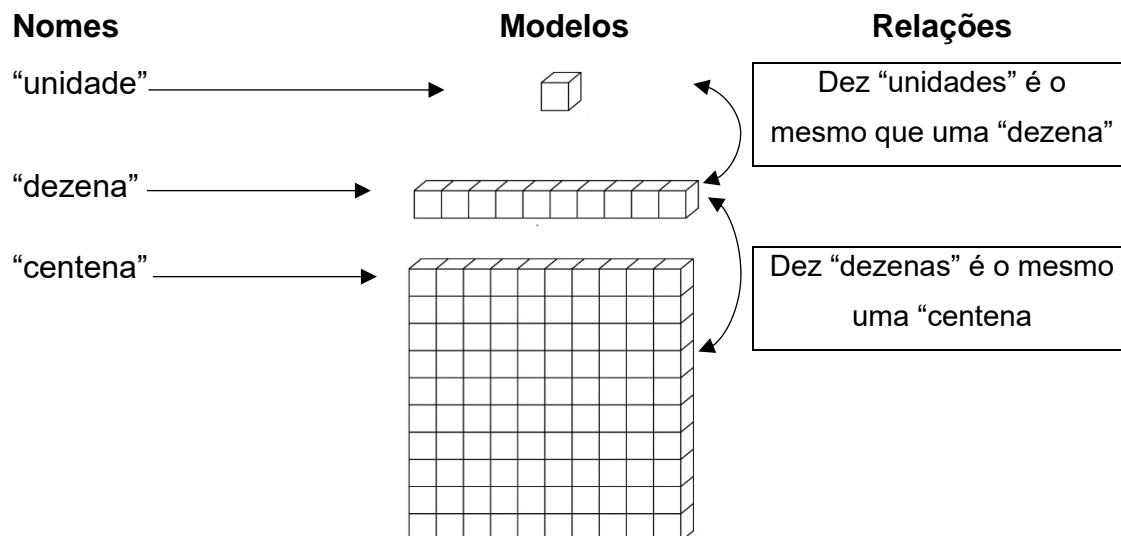 Nomes
Modelos
Relações
“unidade”
Dez “unidades” é o
mesmo que uma “dezena”
“dezena”
“centena”
Dez “dezenas” é o mesmo
uma “centena